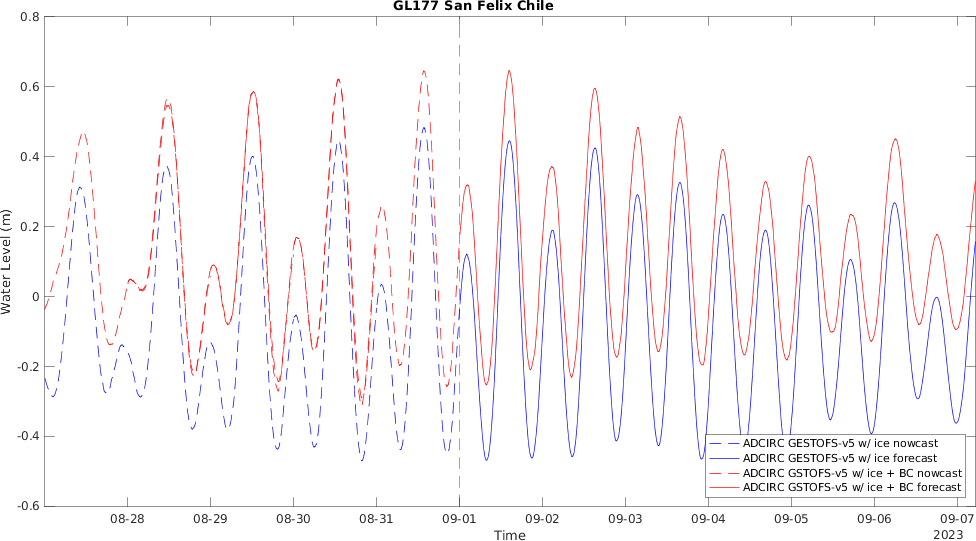 GL177 San Felix Chile
0.8
0.6
0.4
0.2
0
-0.2
-0.4
-0.6
Water Level (m)
ADCIRC GESTOFS-v5 w/ ice nowcast
ADCIRC GESTOFS-v5 w/ ice forecast
ADCIRC GSTOFS-v5 w/ ice + BC nowcast
ADCIRC GSTOFS-v5 w/ ice + BC forecast
08-28 08-29 08-30 08-31 09-01 09-02 09-03 09-04 09-05 09-06 09-07
Time 2023